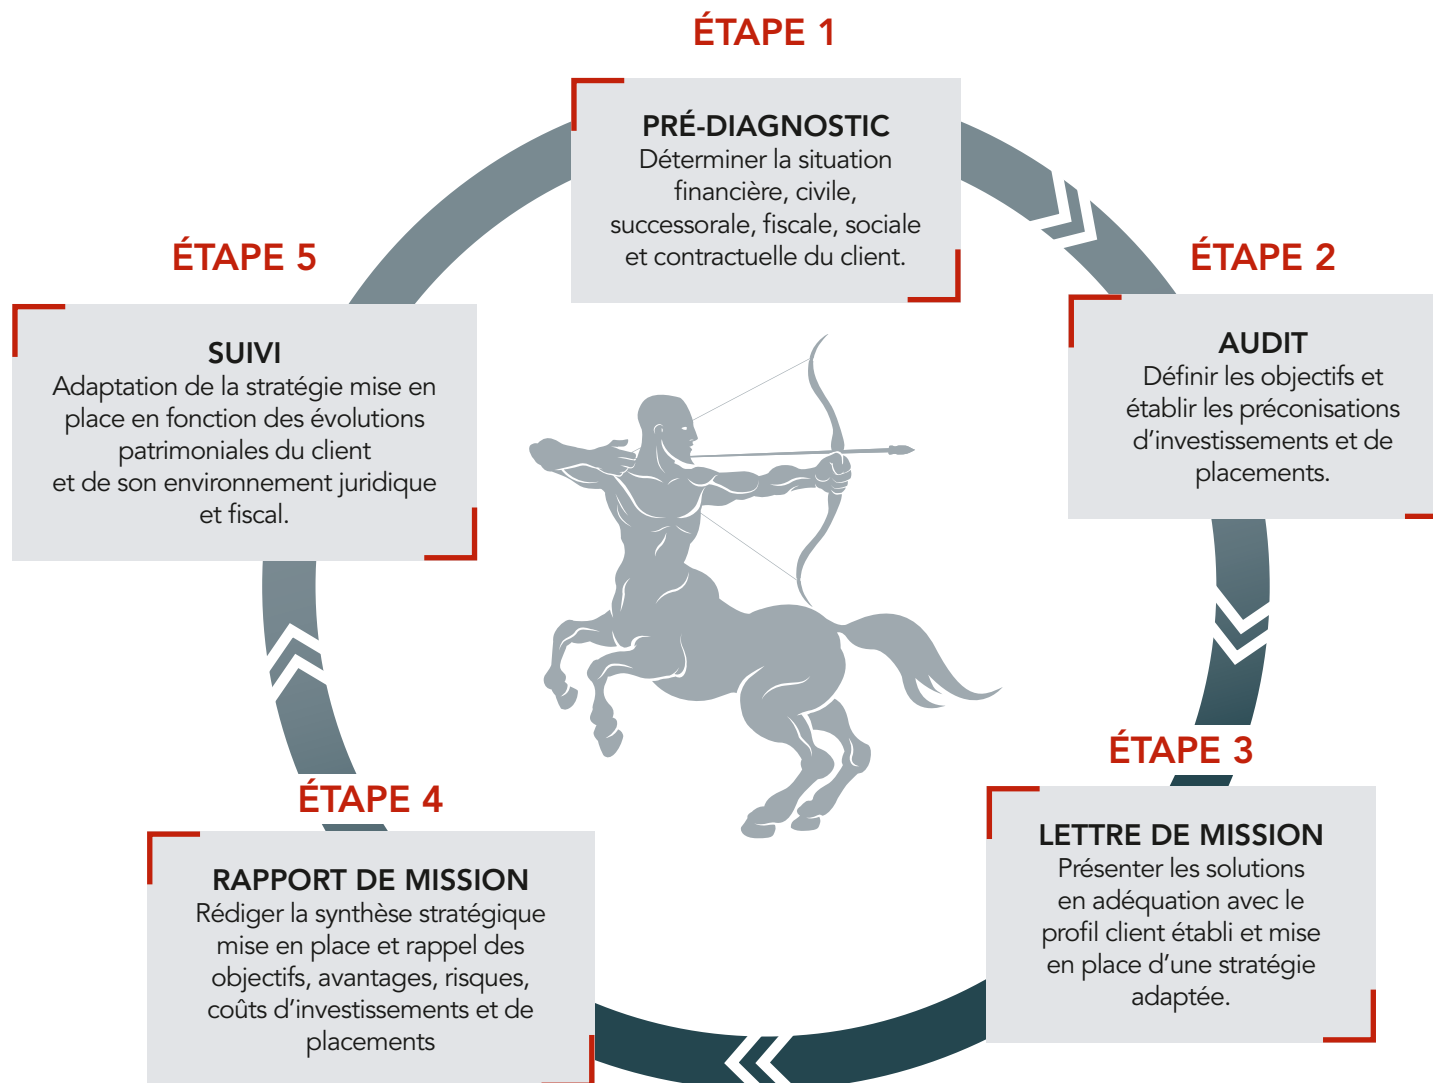 ÉTAPE 1
PRÉ-DIAGNOSTIC
Déterminer la situation
financière, civile,
successorale, fiscale, sociale
et contractuelle du client.
ÉTAPE 2
AUDIT
Définir les objectifs et
établir les préconisations
d’investissements et de
placements.
ÉTAPE 3
LETTRE DE MISSION
Présenter les solutions
en adéquation avec le
profil client établi et mise
en place d’une stratégie
adaptée.
ÉTAPE 4
RAPPORT DE MISSION
Rédiger la synthèse stratégique
mise en place et rappel des
objectifs, avantages, risques,
coûts d’investissements et de
placements
ÉTAPE 5
SUIVI
Adaptation de la stratégie mise en
place en fonction des évolutions
patrimoniales du client
et de son environnement juridique
et fiscal.